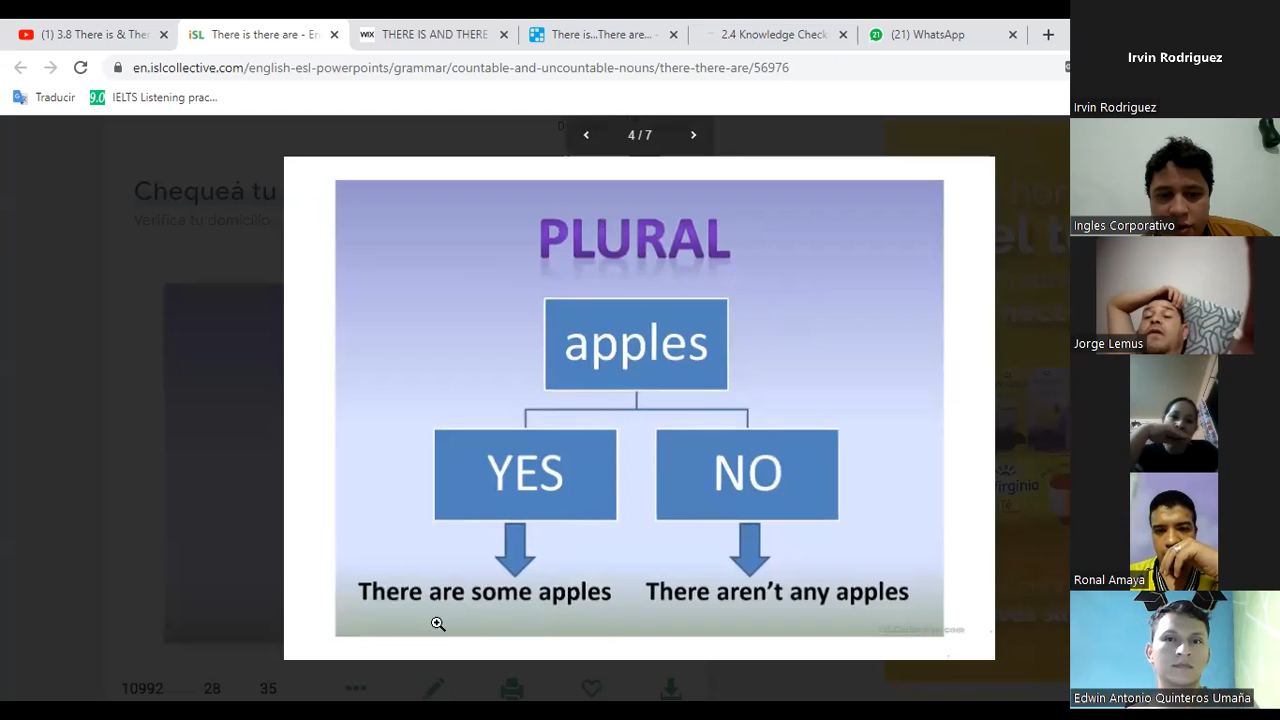 (1) 3.8 There is & The
iSL There is there are - En
WIX THERE IS AND THERE
There is...There are... -
2.4 Knowledge Check
(21) WhatsApp
en.islcollective.com/english-esl-powerpoints/grammar/countable-and-uncountable-nouns/there-there-are/56976
Traducir
9.0 IELTS Listening prac...
4 / 7
Chequeá tu
Verifica tu domicilio
PLURAL
apples
YES
NO
There are some apples
There aren't any apples
10992
28
35
Irvin Rodriguez
Irvin Rodriguez
Ingles Corporativo
Jorge Lemus
Ronal Amaya
Edwin Antonio Quinteros Umaña